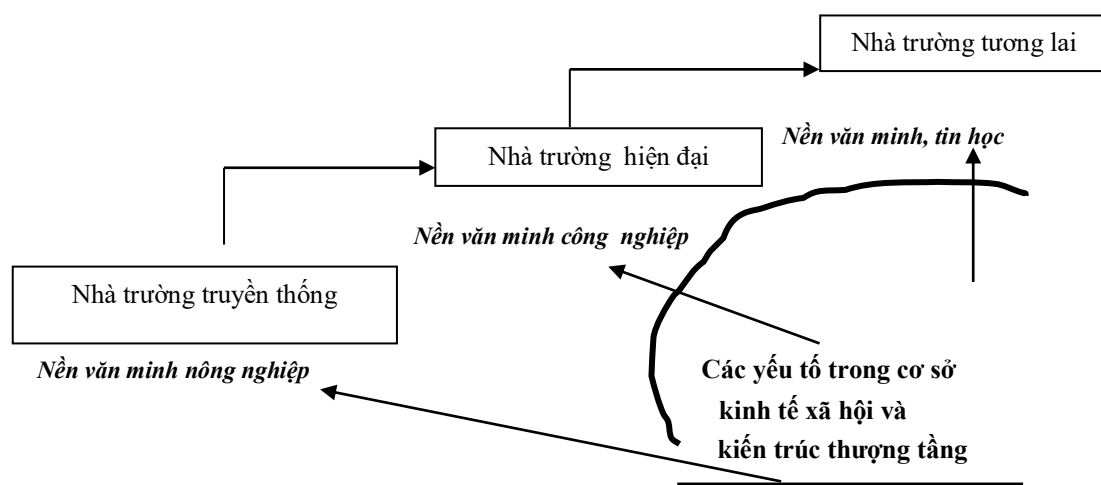 Nhà trường tương lai
Nền văn minh, tin học
Nhà trường hiện đại
Nền văn minh công nghiệp
Nhà trường truyền thống
Nền văn minh nông nghiệp
Các yếu tố trong cơ sở
kinh tế xã hội và
kiến trúc thượng tầng